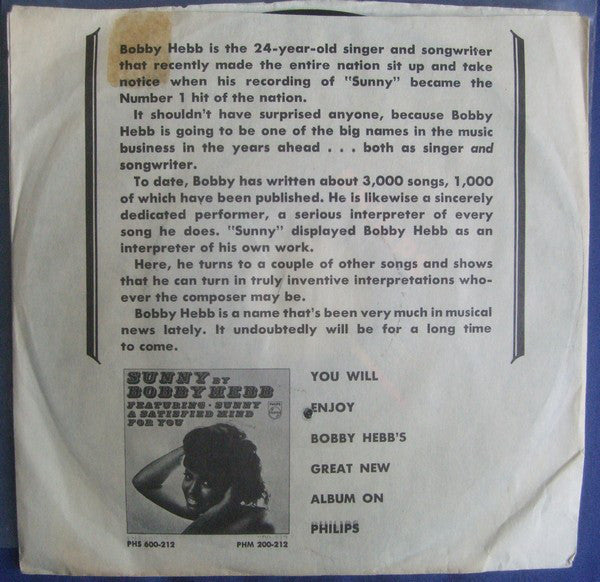 Bobby Hebb is the 24-year-old singer and songwriter
that recently made the entire nation sit up and take
notice when his recording of "Sunny" became the
Number 1 hit of the nation.
It shouldn't have surprised anyone, because Bobby
Hebb is going to be one of the big names in the music
business in the years ahead . . . both as singer and
songwriter.
To date, Bobby has written about 3,000 songs, 1,000
of which have been published. He is likewise a sincerely
dedicated performer, a serious interpreter of every
song he does. "Sunny" displayed Bobby Hebb as an
interpreter of his own work.
Here, he turns to a couple of other songs and shows
that he can turn in truly inventive interpretations who-
ever the composer may be.
Bobby Hebb is a name that's been very much in musical
news lately. It undoubtedly will be for a long time
to come.
SUNNY BY
BOBBY HEBB
FEATURING · SUNNY
A SATISFIED MIND
FOR YOU
PHILIPS
PHS 600-212 PHM 200-212
YOU WILL
ENJOY
BOBBY HEBB'S
GREAT NEW
ALBUM ON
PHILIPS